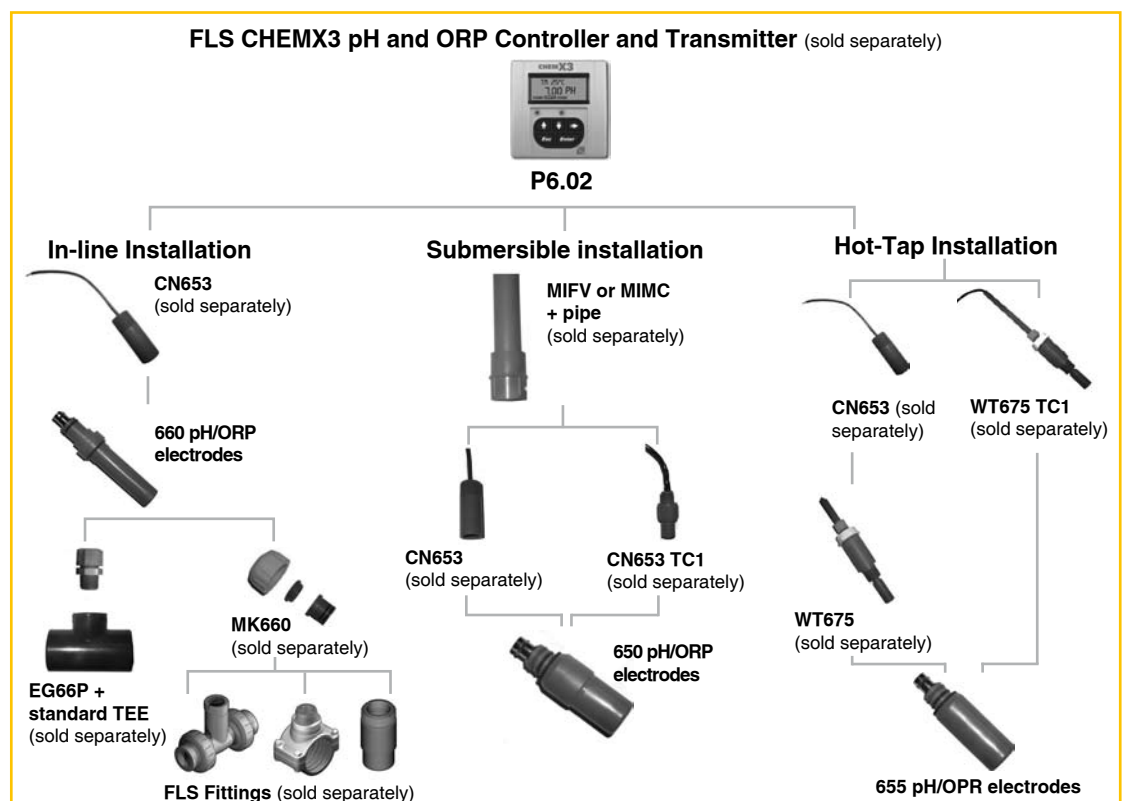 FLS CHEMX3 pH and ORP Controller and Transmitter (sold separately)
CHEMX3
7.00 PH
Esc Enter
P6.02
In-line Installation
CN653
(sold separately)
660 pH/ORP
electrodes
MK660
(sold separately)
EG66P +
standard TEE
(sold separately)
FLS Fittings (sold separately)
Submersible installation
MIFV or MIMC
+ pipe
(sold separately)
CN653
(sold separately)
CN653 TC1
(sold separately)
650 pH/ORP
electrodes
Hot-Tap Installation
CN653 (sold
separately)
WT675 TC1
(sold separately)
WT675
(sold separately)
655 pH/OPR electrodes